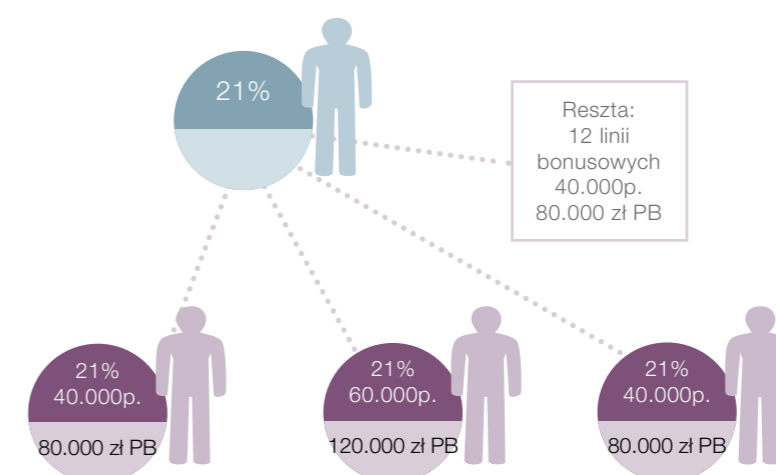 21%
Reszta:
12 linii
bonusowych
40.000p.
80.000 zł PB
21%
40.000p.
80.000 zł PB
21%
60.000p.
120.000 zł PB
21%
40.000p.
80.000 zł PB